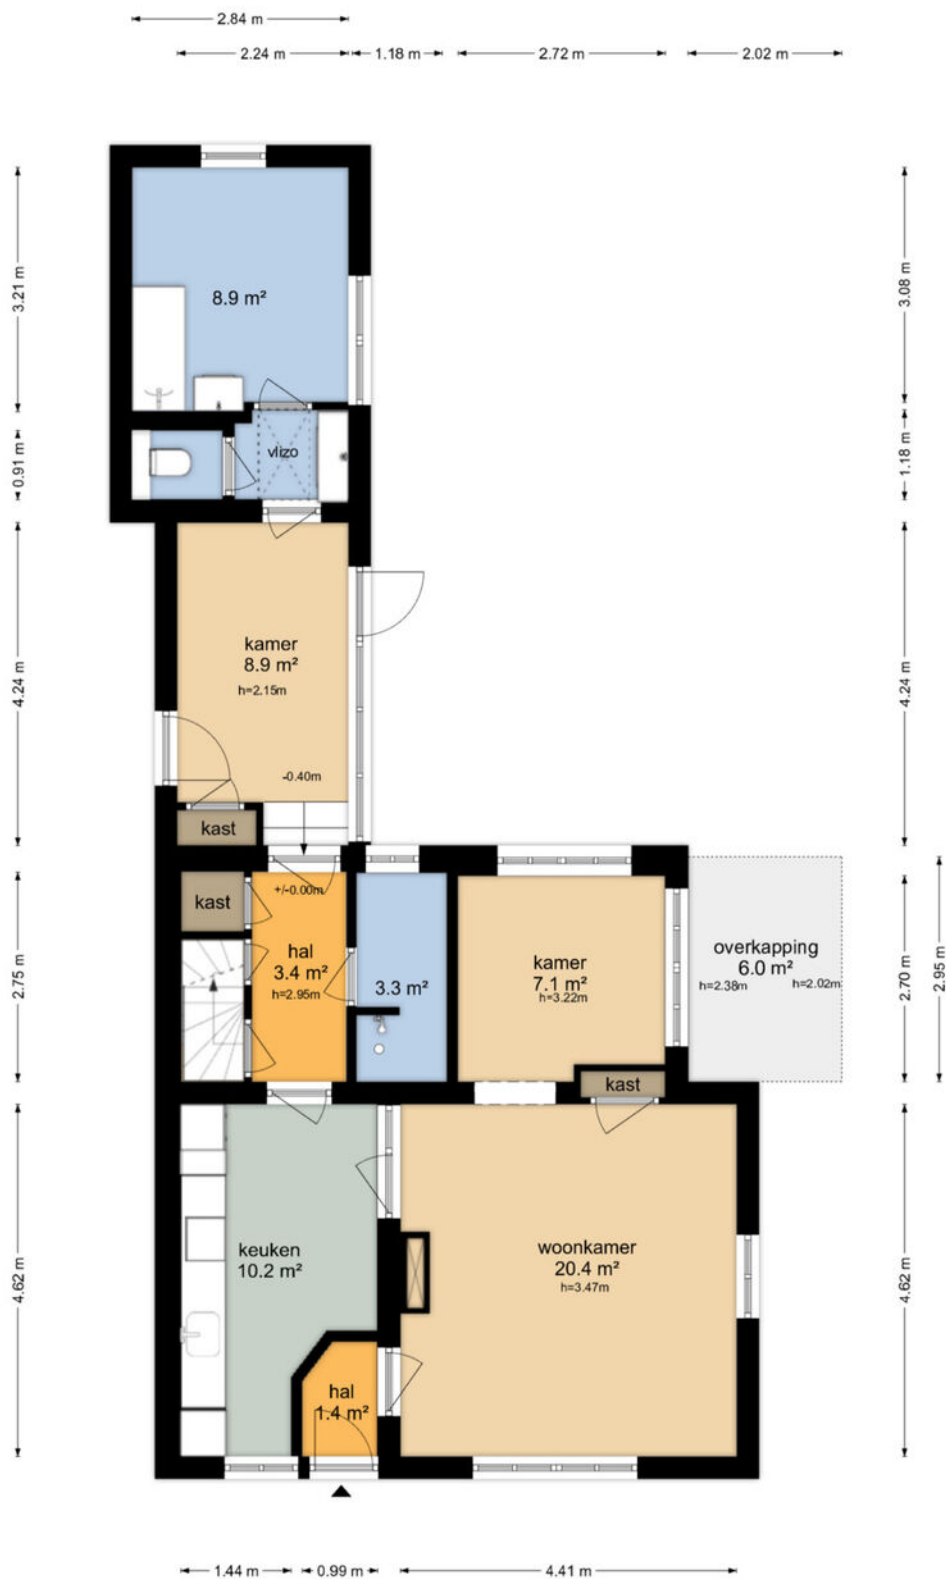 2.84 m
2.24 m
1.18 m
2.72 m
2.02 m
3.21 m
8.9 m²
3.08 m
0.91 m
vlizo
1.18 m
4.24 m
kamer
8.9 m²
h=2.15m
-0.40m
4.24 m
kast
kast
+/-0.00m
hal
3.4 m²
h=2.95m
3.3 m²
kamer
7.1 m²
h=3.22m
overkapping
6.0 m²
h=2.38m
h=2.02m
2.75 m
2.70 m
2.95 m
kast
4.62 m
keuken
10.2 m²
woonkamer
20.4 m²
h=3.47m
4.62 m
hal
1.4 m²
1.44 m
0.99 m
4.41 m